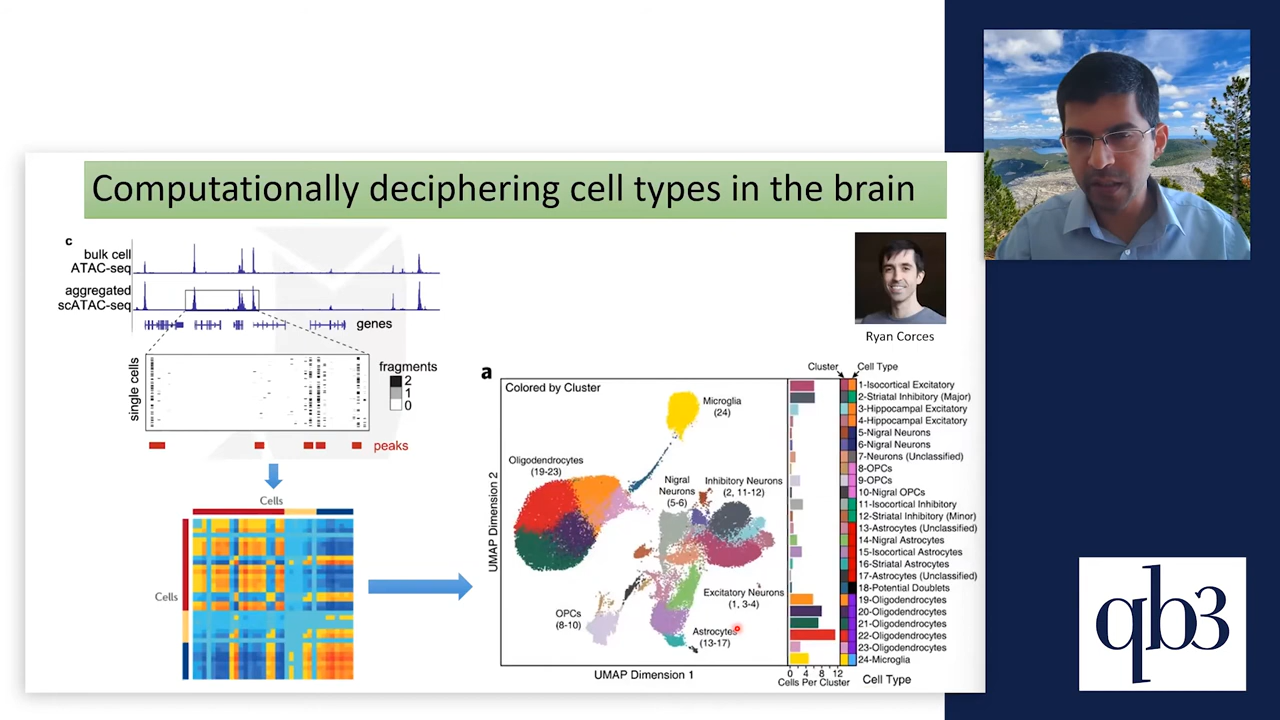 Computationally deciphering cell types in the brain
c
bulk cell
ATAC-seq
aggregated
scATAC-seq
genes
single cells
fragments
2
1
0
peaks
Cells
Cells
Ryan Corces
a
Colored by Cluster
Microglia
(24)
Oligodendrocytes
(19-23)
Nigral
Neurons
(5-6)
Inhibitory Neurons
(2, 11-12)
Excitatory Neurons
(1, 3-4)
OPCs
(8-10)
Astrocytes
(13-17)
UMAP Dimension 2
UMAP Dimension 1
Cluster
Cell Type
1-Isocortical Excitatory
2-Striatal Inhibitory (Major)
3-Hippocampal Excitatory
4-Hippocampal Excitatory
5-Nigral Neurons
6-Nigral Neurons
7-Neurons (Unclassified)
8-OPCs
9-OPCs
10-Nigral OPCs
11-Isocortical Inhibitory
12-Striatal Inhibitory (Minor)
13-Astrocytes (Unclassified)
14-Nigral Astrocytes
15-Isocortical Astrocytes
16-Striatal Astrocytes
17-Astrocytes (Unclassified)
18-Potential Doublets
19-Oligodendrocytes
20-Oligodendrocytes
21-Oligodendrocytes
22-Oligodendrocytes
23-Oligodendrocytes
24-Microglia
0 4 8 12
Cells Per Cluster
Cell Type
qb3